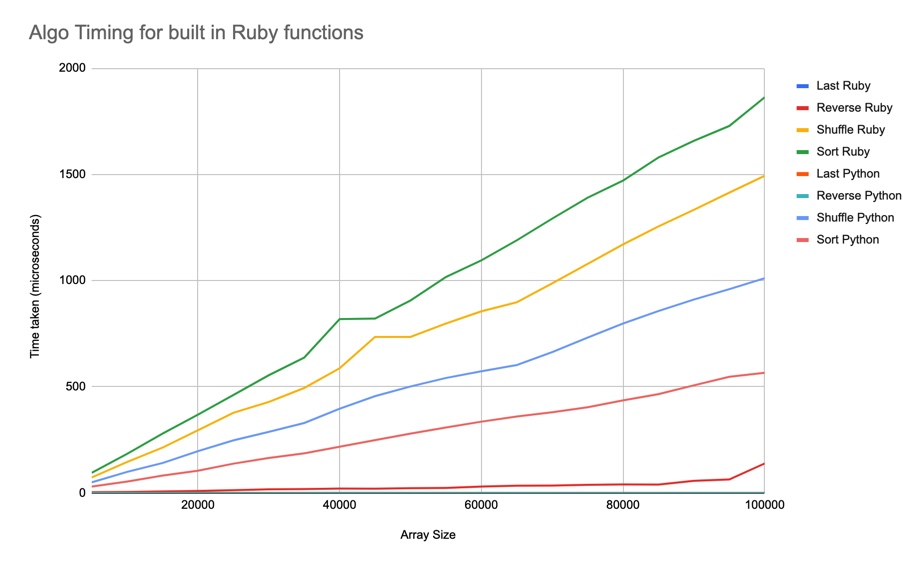 Algo Timing for built in Ruby functions
2000
1500
1000
500
0
20000
40000
60000
80000
100000
Time taken (microseconds)
Array Size
Last Ruby
Reverse Ruby
Shuffle Ruby
Sort Ruby
Last Python
Reverse Python
Shuffle Python
Sort Python